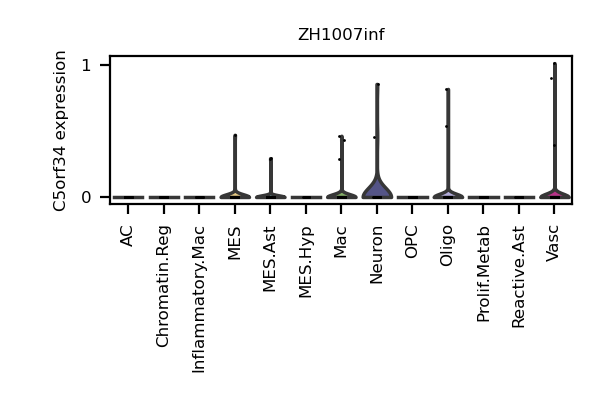 ZH1007inf
C5orf34 expression
1
0
AC
Chromatin.Reg
Inflammatory.Mac
MES
MES.Ast
MES.Hyp
Mac
Neuron
OPC
Oligo
Prolif.Metab
Reactive.Ast
Vasc